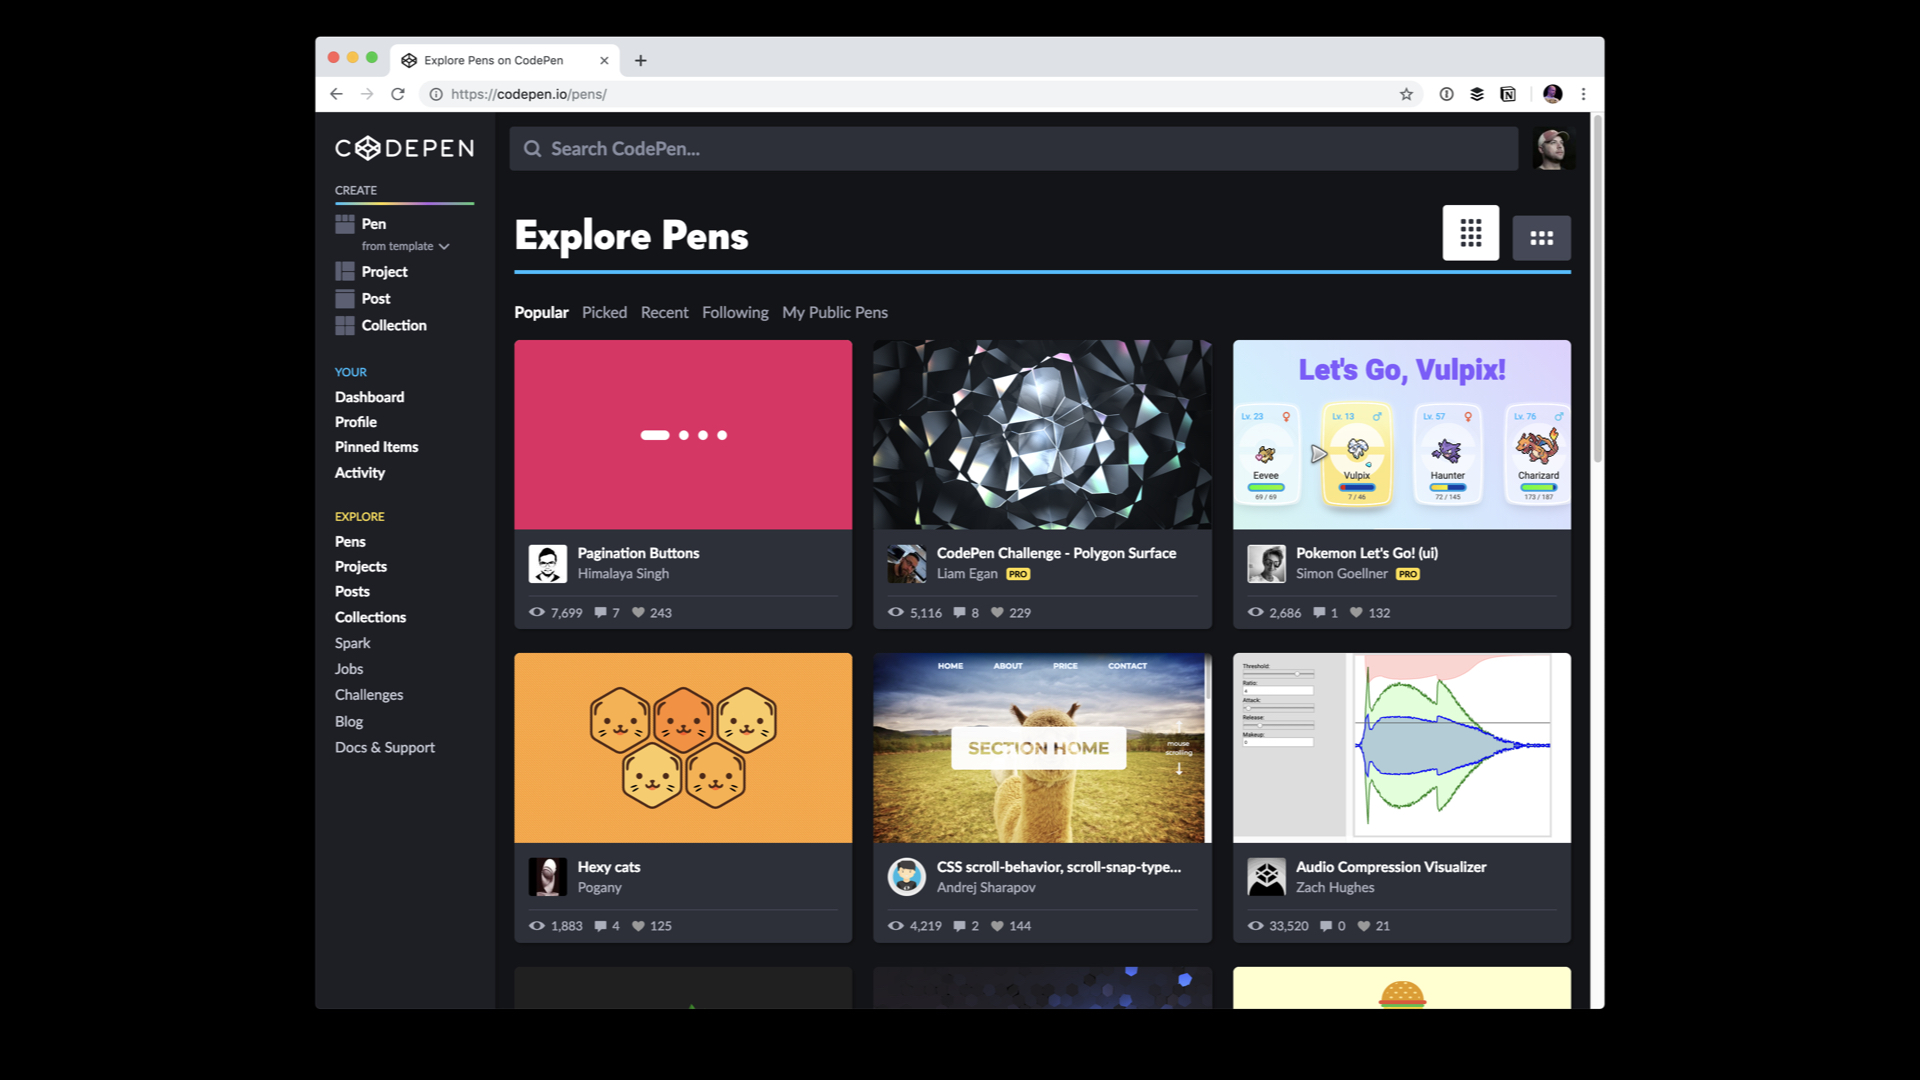 Explore Pens on CodePen
https://codepen.io/pens/
CODEPEN
Search CodePen...
CREATE
Pen
from template
Project
Post
Collection
YOUR
Dashboard
Profile
Pinned Items
Activity
EXPLORE
Pens
Projects
Posts
Collections
Spark
Jobs
Challenges
Blog
Docs & Support
Explore Pens
Popular Picked Recent Following My Public Pens
Let's Go, Vulpix!
Lv. 23 ♀ Lv. 13 ♂ Lv. 57 ♀ Lv. 76 ♂
Eevee Vulpix Haunter Charizard
69 / 69 7 / 46 72 / 145 173 / 187
Pagination Buttons
Himalaya Singh
7,699 7 243
CodePen Challenge - Polygon Surface
Liam Egan PRO
5,116 8 229
Pokemon Let's Go! (ui)
Simon Goellner PRO
2,686 1 132
HOME ABOUT PRICE CONTACT
SECTION HOME
mouse
scrolling
Threshold:
Ratio:
Attack:
Release:
Makeup:
Hexy cats
Pogany
1,883 4 125
CSS scroll-behavior, scroll-snap-type...
Andrej Sharapov
4,219 2 144
Audio Compression Visualizer
Zach Hughes
33,520 0 21